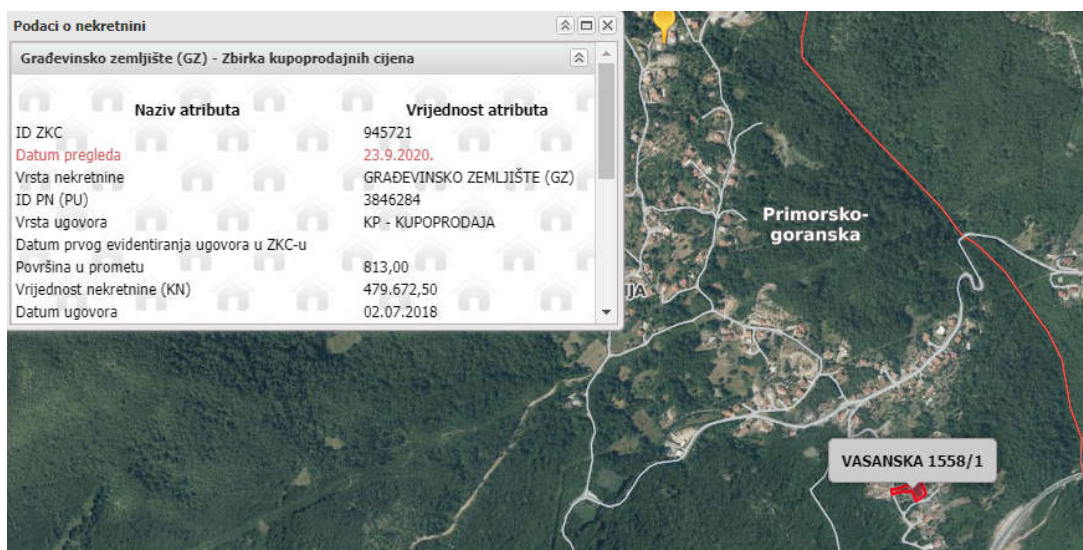 Podaci o nekretnini
Građevinsko zemljište (GZ) - Zbirka kupoprodajnih cijena
Naziv atributa Vrijednost atributa
ID ZKC 945721
Datum pregleda 23.9.2020.
Vrsta nekretnine GRAĐEVINSKO ZEMLJIŠTE (GZ)
ID PN (PU) 3846284
Vrsta ugovora KP - KUPOPRODAJA
Datum prvog evidentiranja ugovora u ZKC-u
Površina u prometu 813,00
Vrijednost nekretnine (KN) 479.672,50
Datum ugovora 02.07.2018
Primorsko-
goranska
IJA
VASANSKA 1558/1